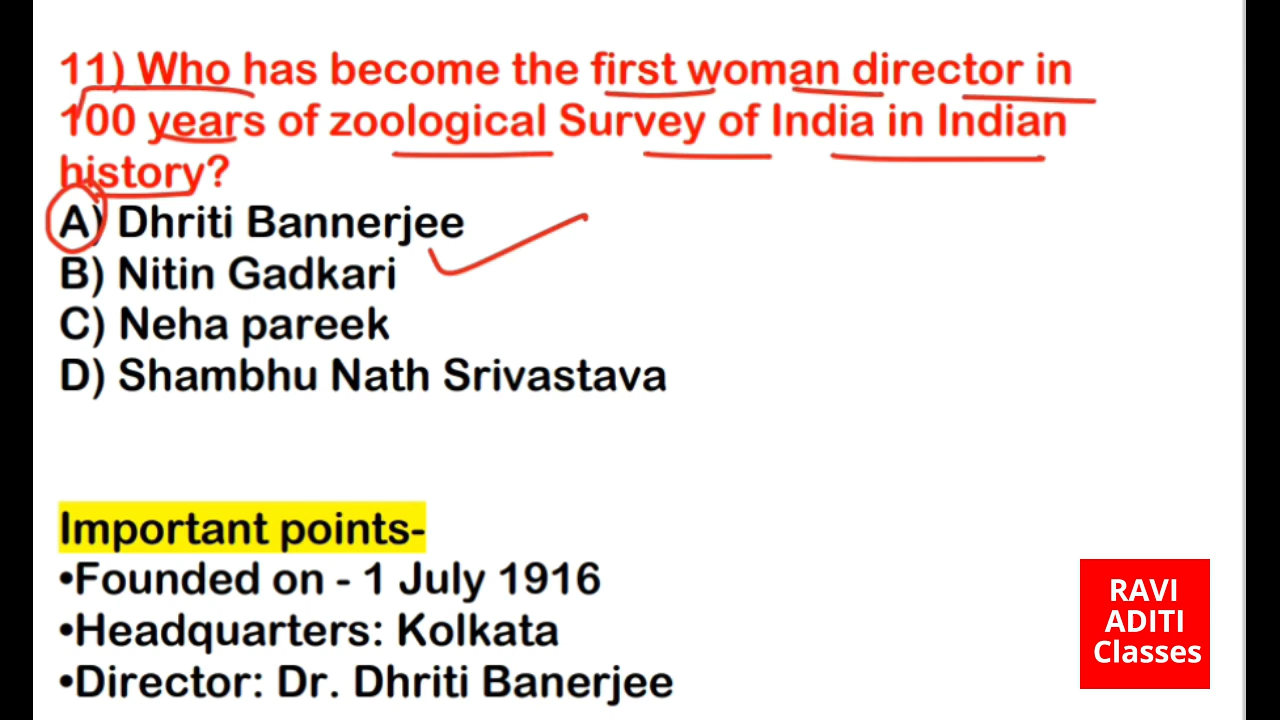 11) Who has become the first woman director in
100 years of zoological Survey of India in Indian
history?
A) Dhriti Bannerjee
B) Nitin Gadkari
C) Neha pareek
D) Shambhu Nath Srivastava
Important points-
•Founded on - 1 July 1916
•Headquarters: Kolkata
•Director: Dr. Dhriti Banerjee
RAVI
ADITI
Classes